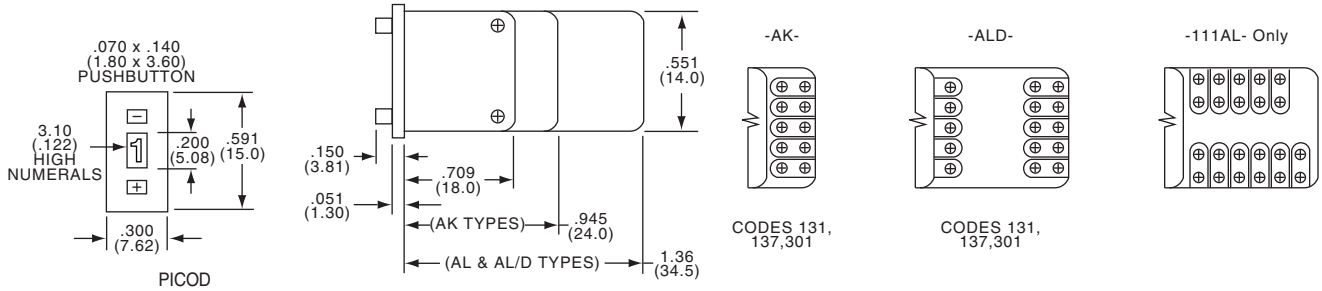 .070 x .140
(1.80 x 3.60)
PUSHBUTTON
3.10
(.122)
HIGH
NUMERALS
1
.200
(5.08)
.591
(15.0)
.300
(7.62)
PICOD
.150
(3.81)
.051
(1.30)
.709
(18.0)
(AK TYPES)
.945
(24.0)
(AL & AL/D TYPES)
1.36
(34.5)
.551
(14.0)
-AK-
CODES 131,
137,301
-ALD-
CODES 131,
137,301
-111AL- Only